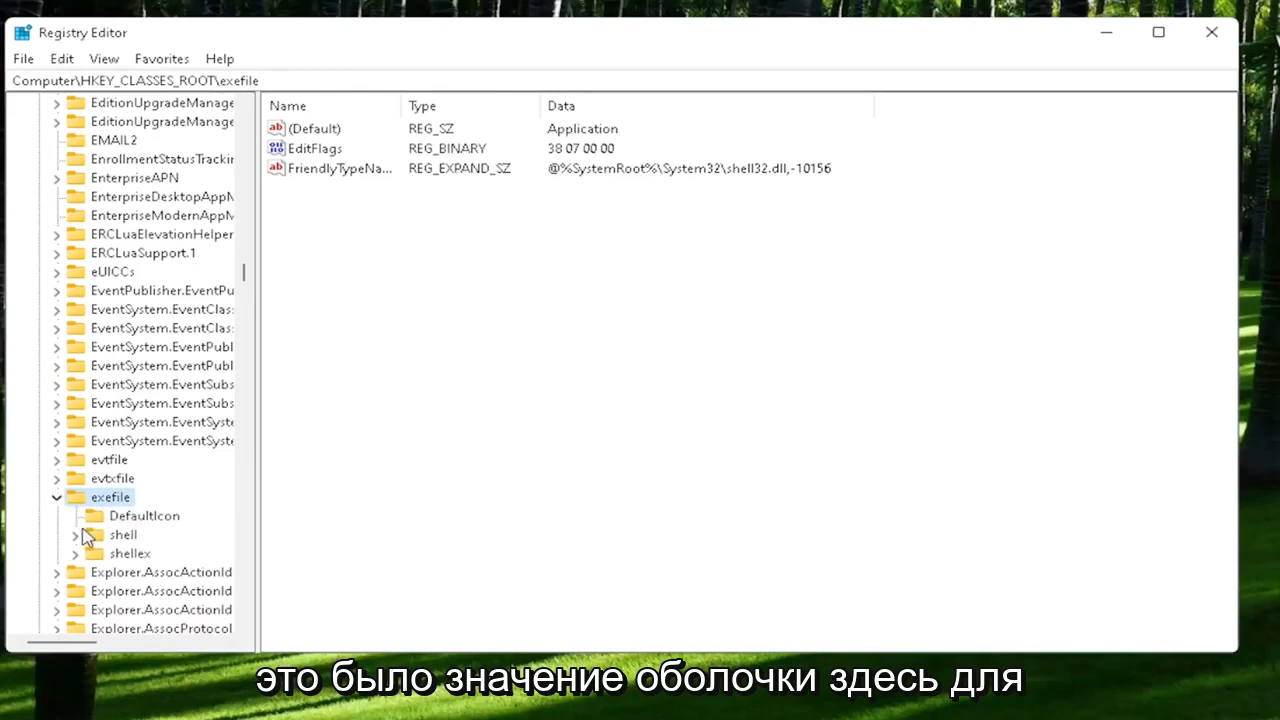 Registry Editor
File Edit View Favorites Help
Computer\HKEY_CLASSES_ROOT\exefile
EditionUpgradeManage
EditionUpgradeManage
EMAIL2
EnrollmentStatusTrackir
EnterpriseAPN
EnterpriseDesktopAppN
EnterpriseModernAppM
ERCLuaElevationHelper
ERCLuaSupport.1
eUICCs
EventPublisher.EventPu
EventSystem.EventClas
EventSystem.EventClas
EventSystem.EventPubl
EventSystem.EventPubl
EventSystem.EventSubs
EventSystem.EventSubs
EventSystem.EventSyste
EventSystem.EventSyste
evtfile
evtxfile
exefile
DefaultIcon
shell
shellex
Explorer.AssocActionId
Explorer.AssocActionId
Explorer.AssocActionId
Explorer.AssocProtocol
Name Type Data
(Default) REG_SZ Application
EditFlags REG_BINARY 38 07 00 00
FriendlyTypeNa... REG_EXPAND_SZ @%SystemRoot%\System32\shell32.dll,-10156
это было значение оболочки здесь для